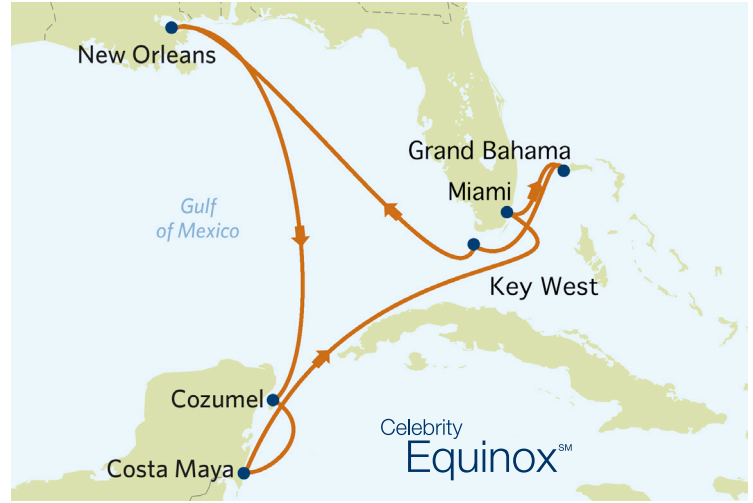 New Orleans
Grand Bahama
Miami
Gulf
of Mexico
Key West
Cozumel
Costa Maya
Celebrity
Equinox℠